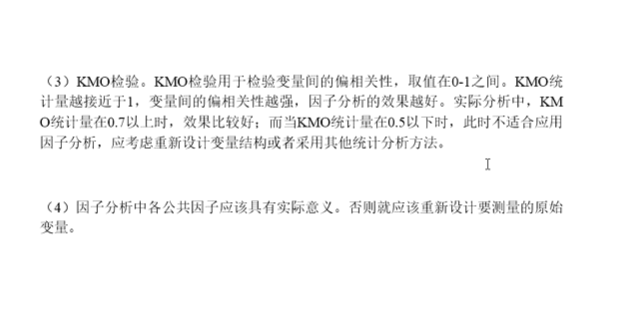 （3）KMO检验。KMO检验用于检验变量间的偏相关性，取值在0-1之间。KMO统
计量越接近于1，变量间的偏相关性越强，因子分析的效果越好。实际分析中，KM
O统计量在0.7以上时，效果比较好；而当KMO统计量在0.5以下时，此时不适合应用
因子分析，应考虑重新设计变量结构或者采用其他统计分析方法。
（4）因子分析中各公共因子应该具有实际意义。否则就应该重新设计要测量的原始
变量。